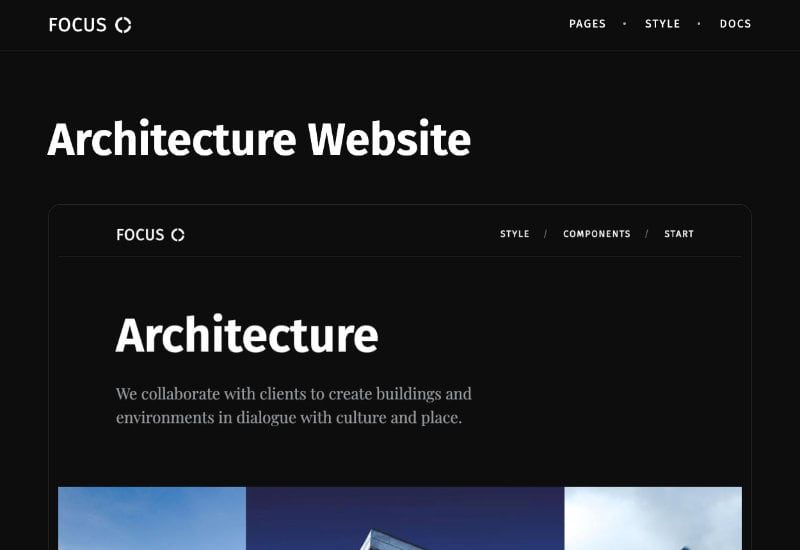 FOCUS
PAGES • STYLE • DOCS
Architecture Website
FOCUS
STYLE / COMPONENTS / START
Architecture
We collaborate with clients to create buildings and
environments in dialogue with culture and place.